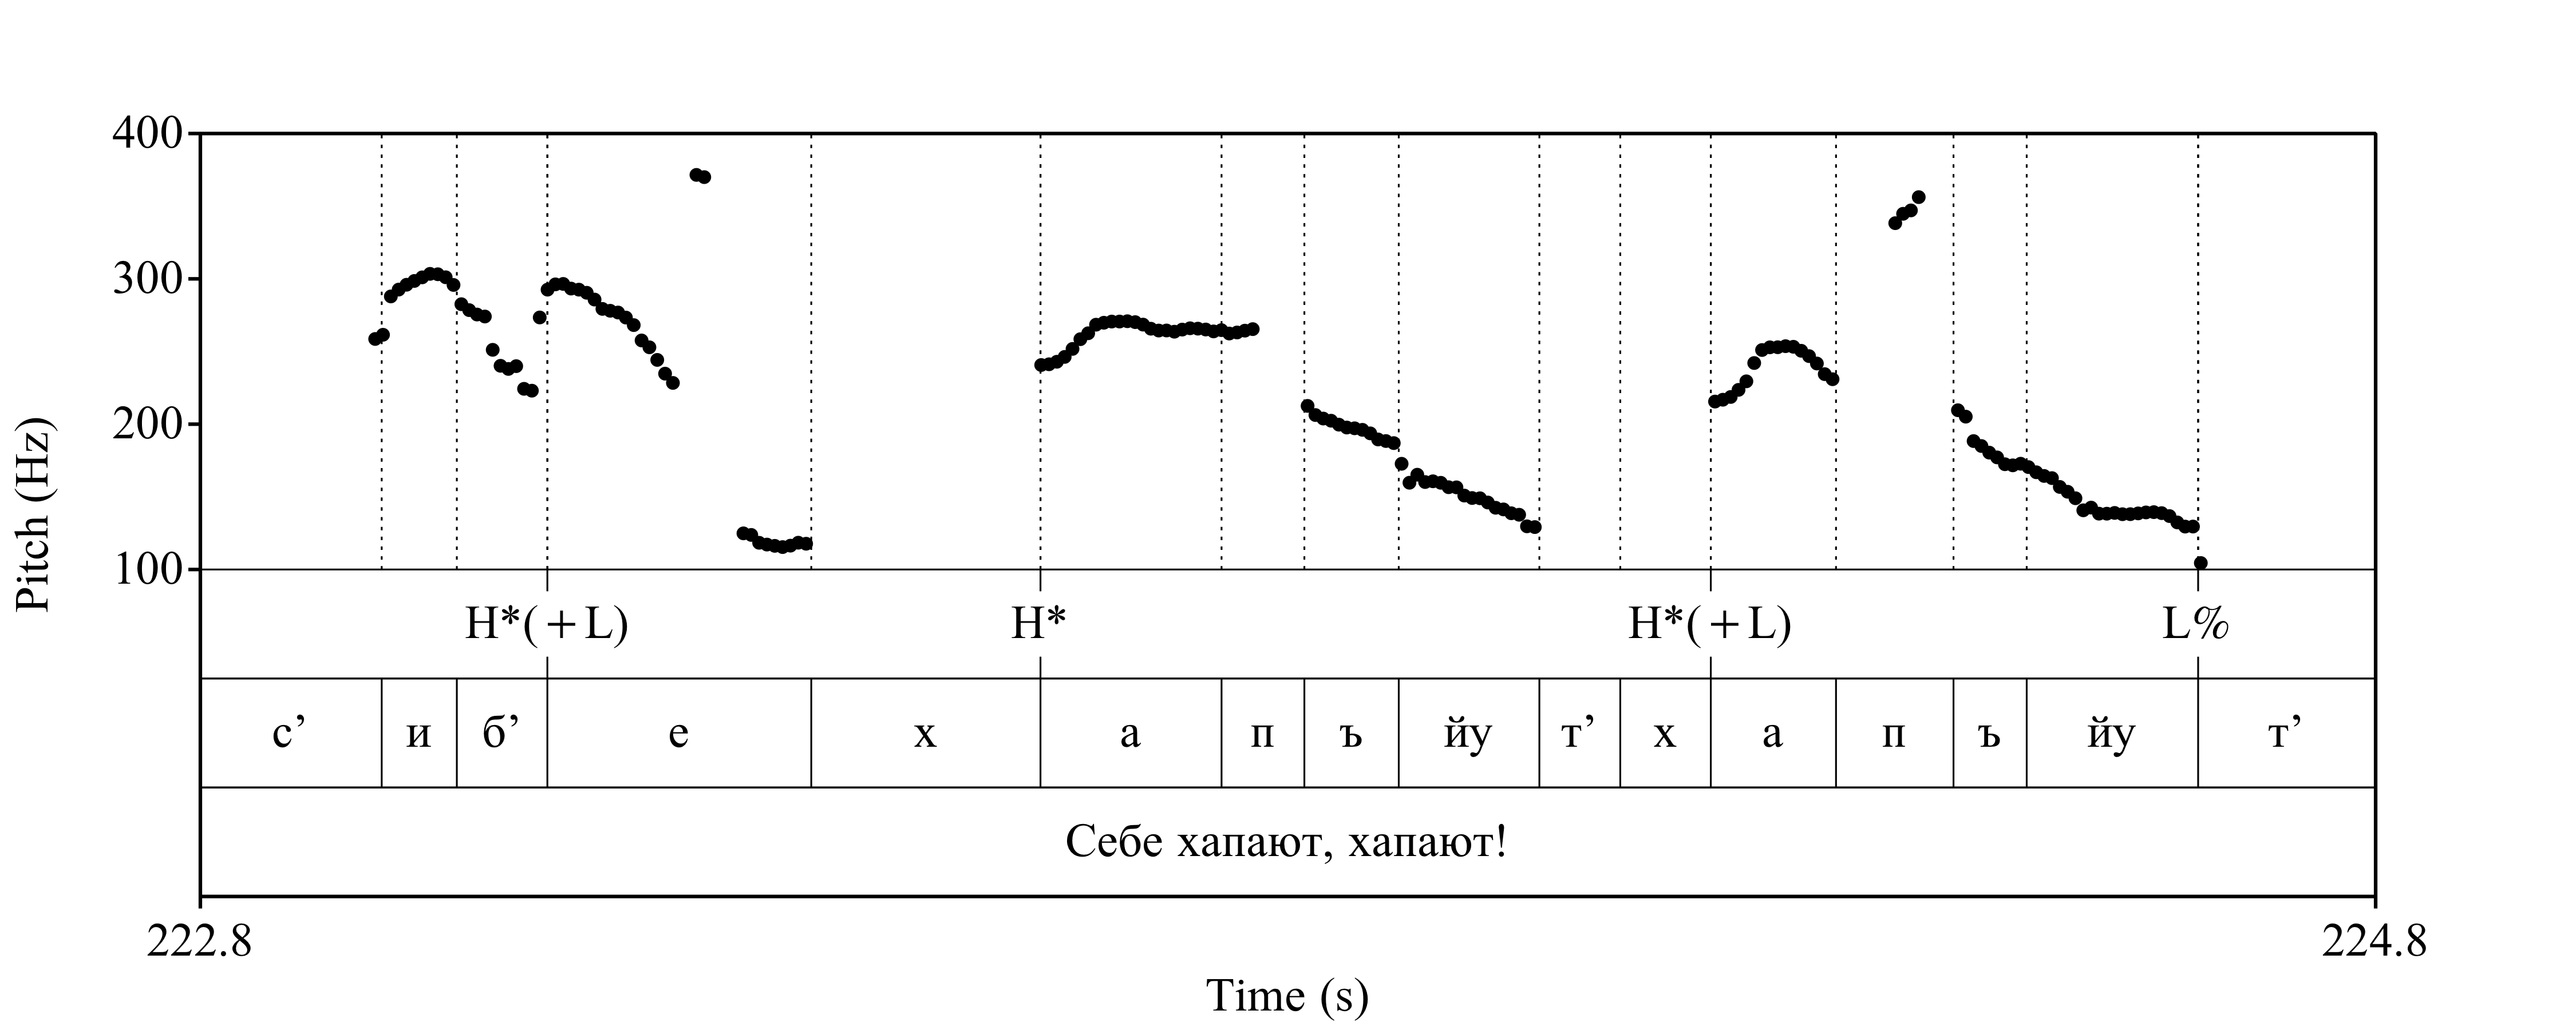 400
300
200
100
Pitch (Hz)
H*(+L) H* H*(+L) L%
с’ и б’ е х а п ъ йу т’ х а п ъ йу т’
Себе хапают, хапают!
222.8 224.8
Time (s)